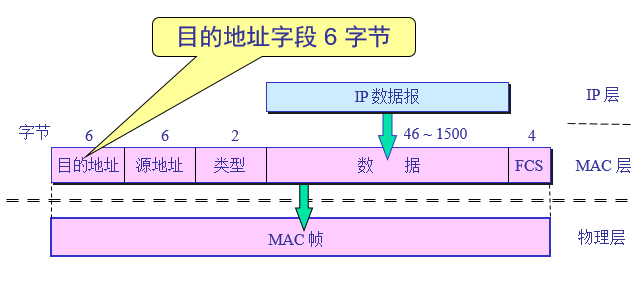 目的地址字段 6 字节
IP 数据报
IP 层
字节
6
6
2
46 ~ 1500
4
目的地址
源地址
类型
数 据
FCS
MAC 层
MAC 帧
物理层